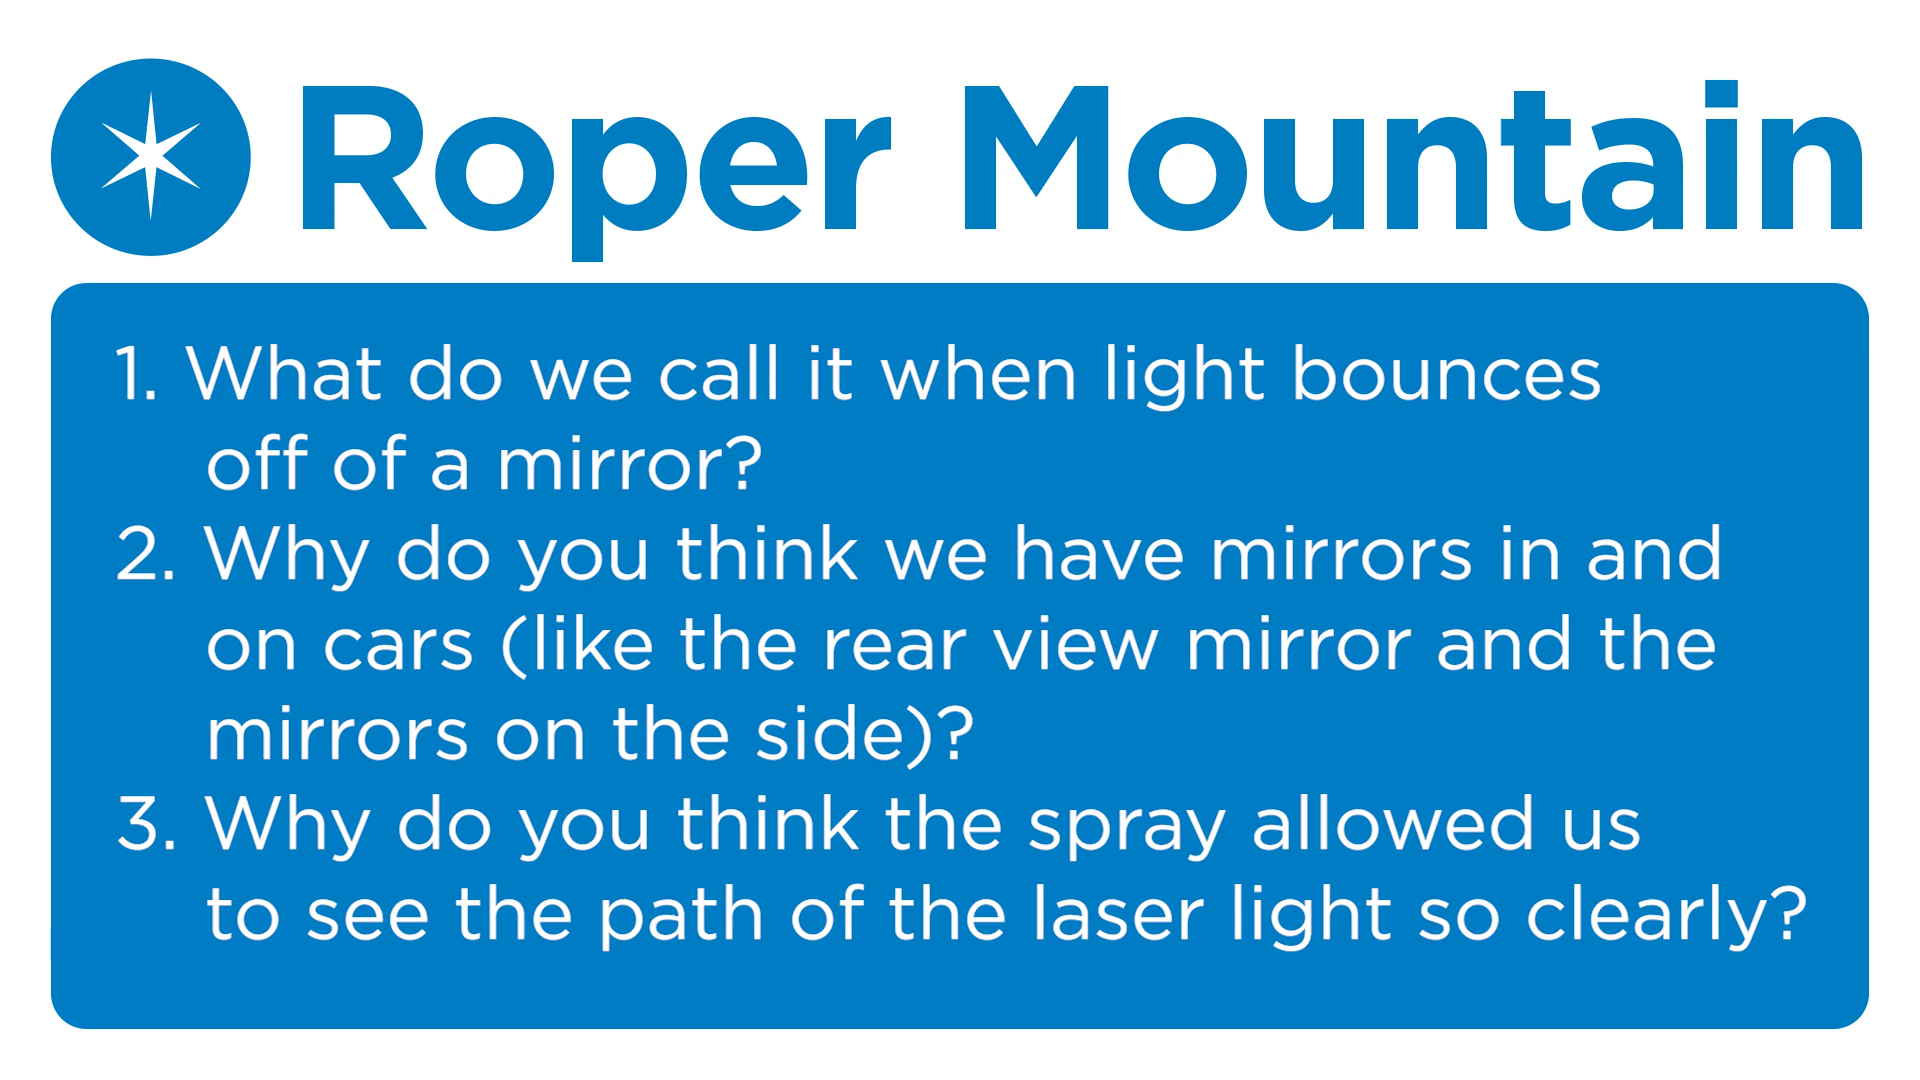 Roper Mountain
1. What do we call it when light bounces
off of a mirror?
2. Why do you think we have mirrors in and
on cars (like the rear view mirror and the
mirrors on the side)?
3. Why do you think the spray allowed us
to see the path of the laser light so clearly?